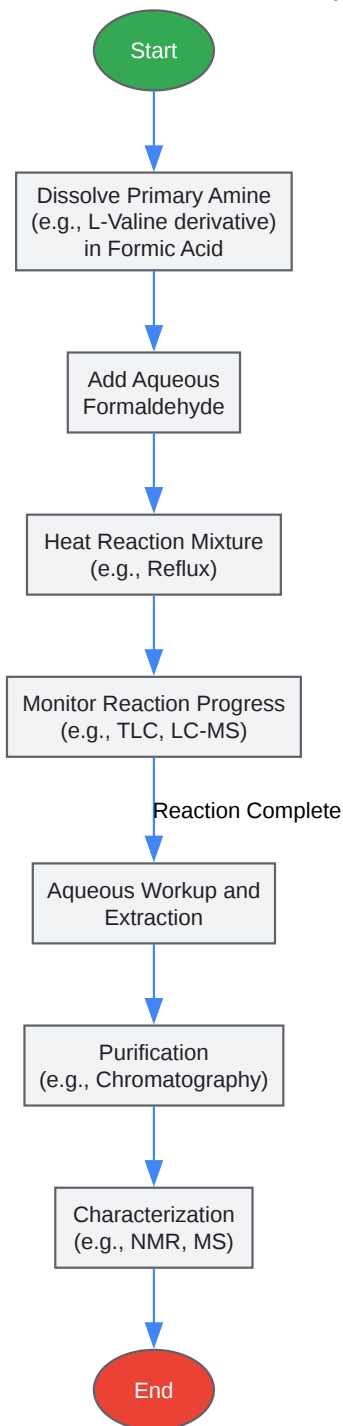 Start
Dissolve Primary Amine
(e.g., L-Valine derivative)
in Formic Acid
Add Aqueous
Formaldehyde
Heat Reaction Mixture
(e.g., Reflux)
Monitor Reaction Progress
(e.g., TLC, LC-MS)
Reaction Complete
Aqueous Workup and
Extraction
Purification
(e.g., Chromatography)
Characterization
(e.g., NMR, MS)
End